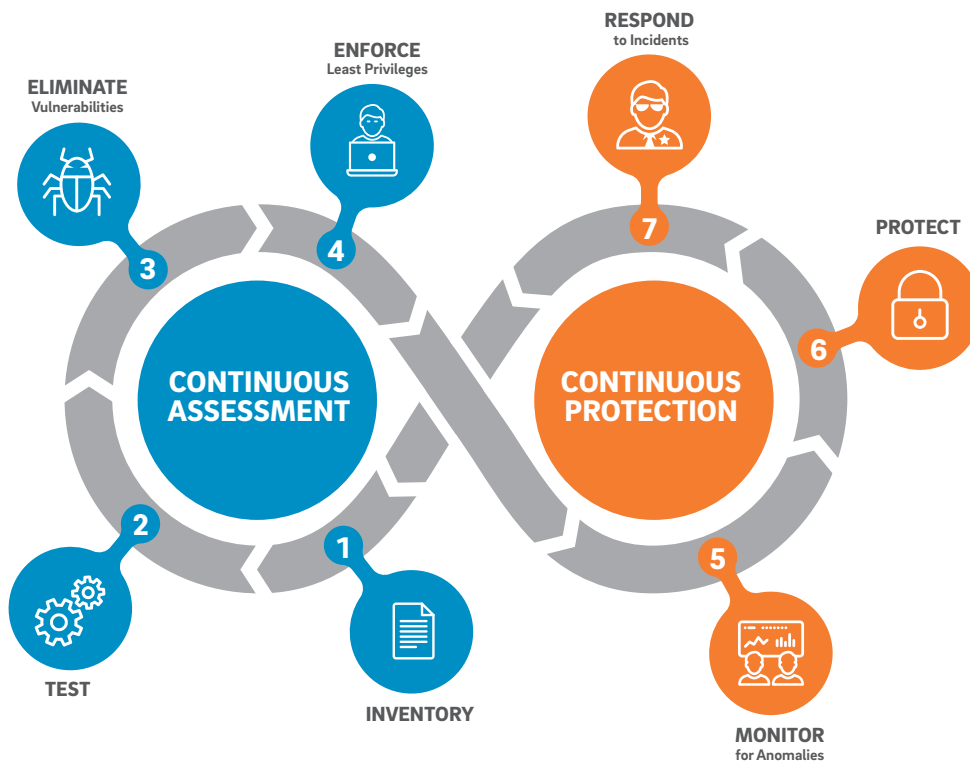 RESPOND
to Incidents
ENFORCE
Least Privileges
ELIMINATE
Vulnerabilities
7
PROTECT
4
3
6
CONTINUOUS
ASSESSMENT
CONTINUOUS
PROTECTION
2
1
5
TEST
INVENTORY
MONITOR
for Anomalies